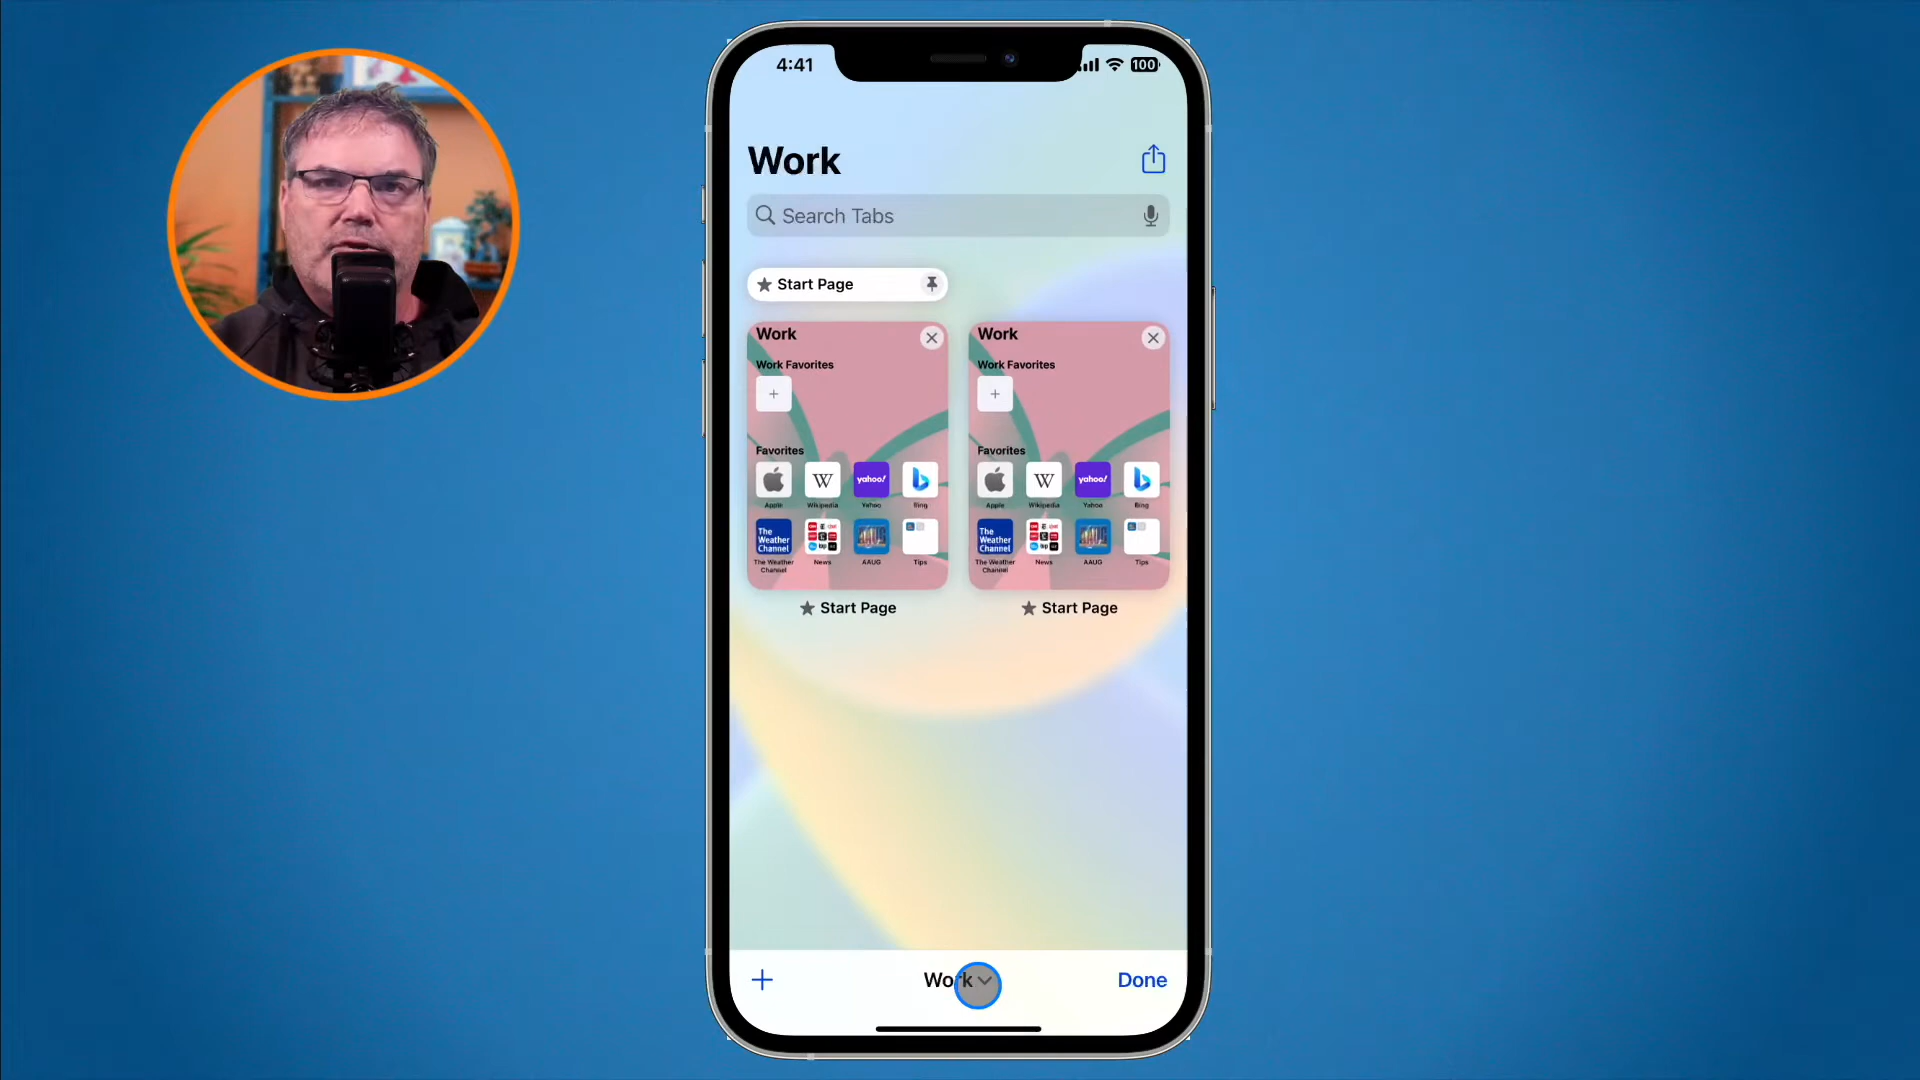 4:41
100
Work
Search Tabs
Start Page
Work
Work Favorites
Favorites
W
yahoo!
Apple
Wikipedia
Yahoo
Bing
The
Weather
Channel
AAUG
The Weather
Channel
News
AAUG
Tips
Start Page
Work
Work Favorites
Favorites
W
yahoo!
Apple
Wikipedia
Yahoo
Bing
The
Weather
Channel
AAUG
The Weather
Channel
News
AAUG
Tips
Start Page
Work
Done